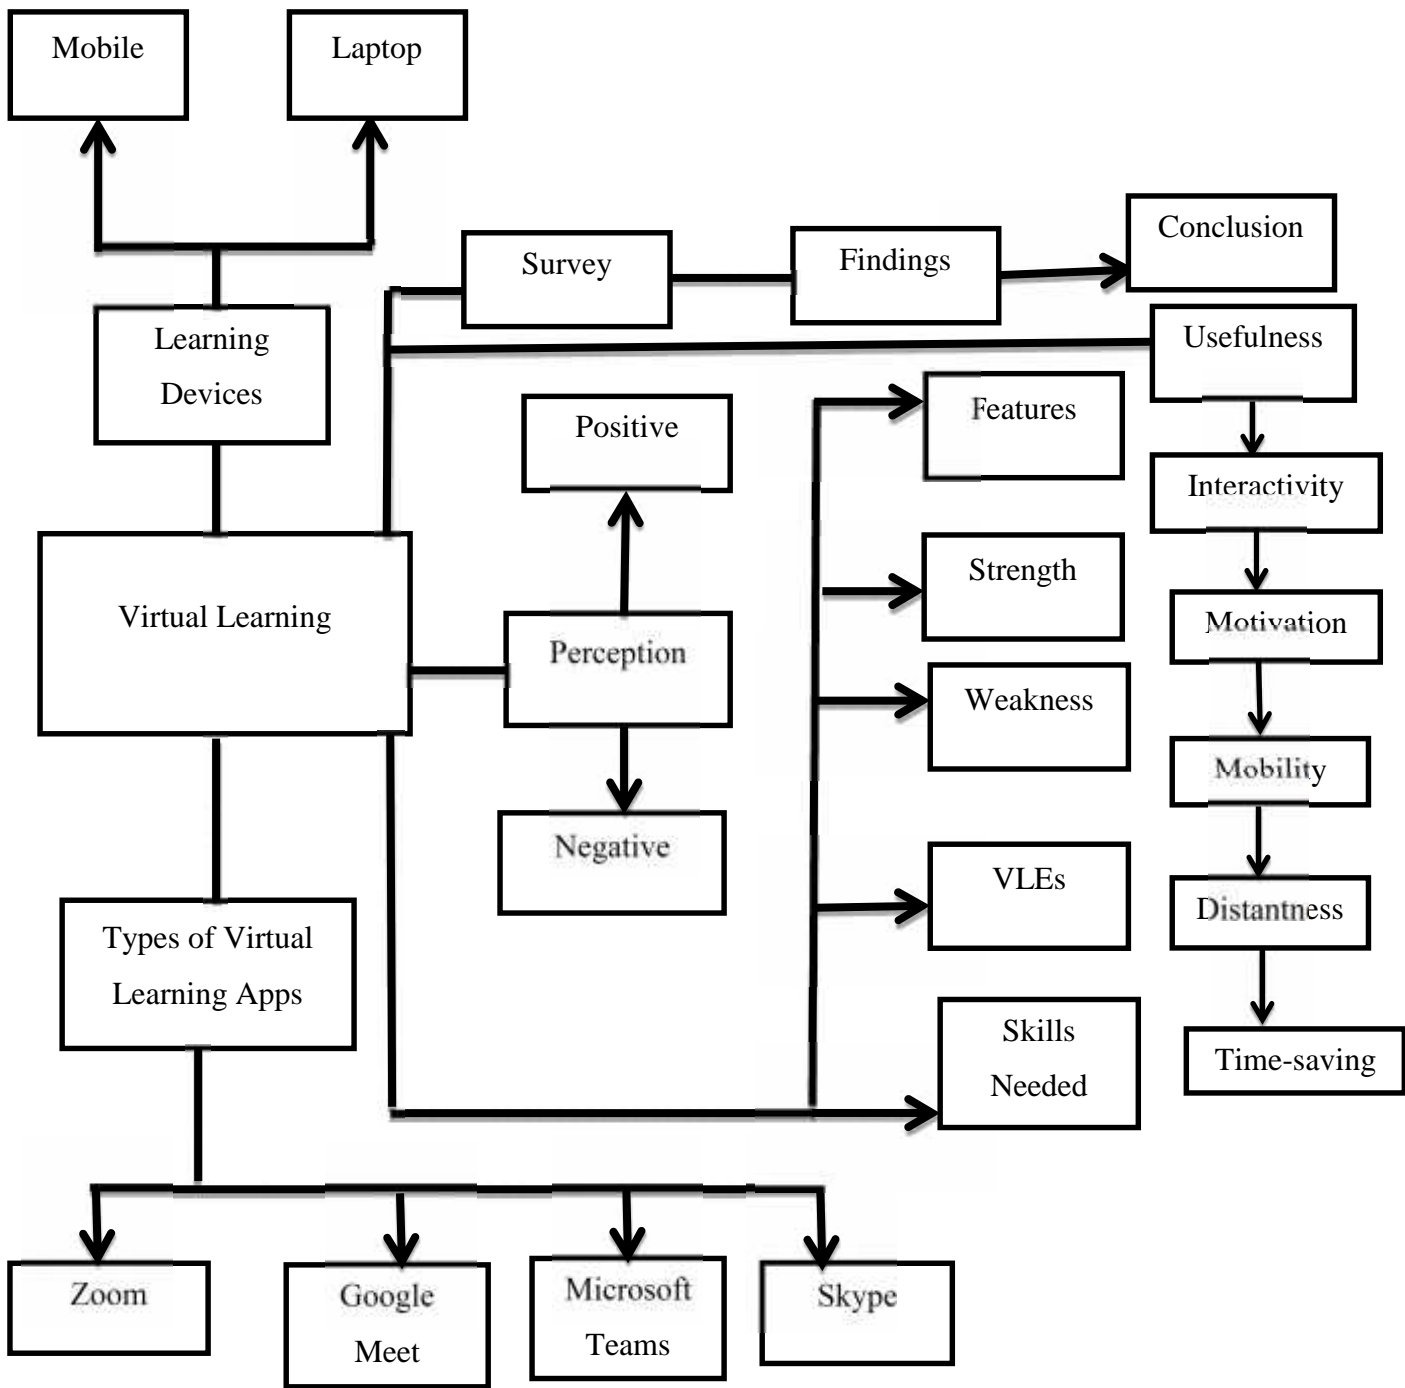 Mobile
Laptop
Conclusion
Survey
Findings
Learning
Devices
Usefulness
Positive
Features
Interactivity
Strength
Virtual Learning
Motivation
Perception
Weakness
Mobility
Negative
VLEs
Distantness
Types of Virtual
Learning Apps
Skills
Needed
Time-saving
Zoom
Google
Meet
Microsoft
Teams
Skype